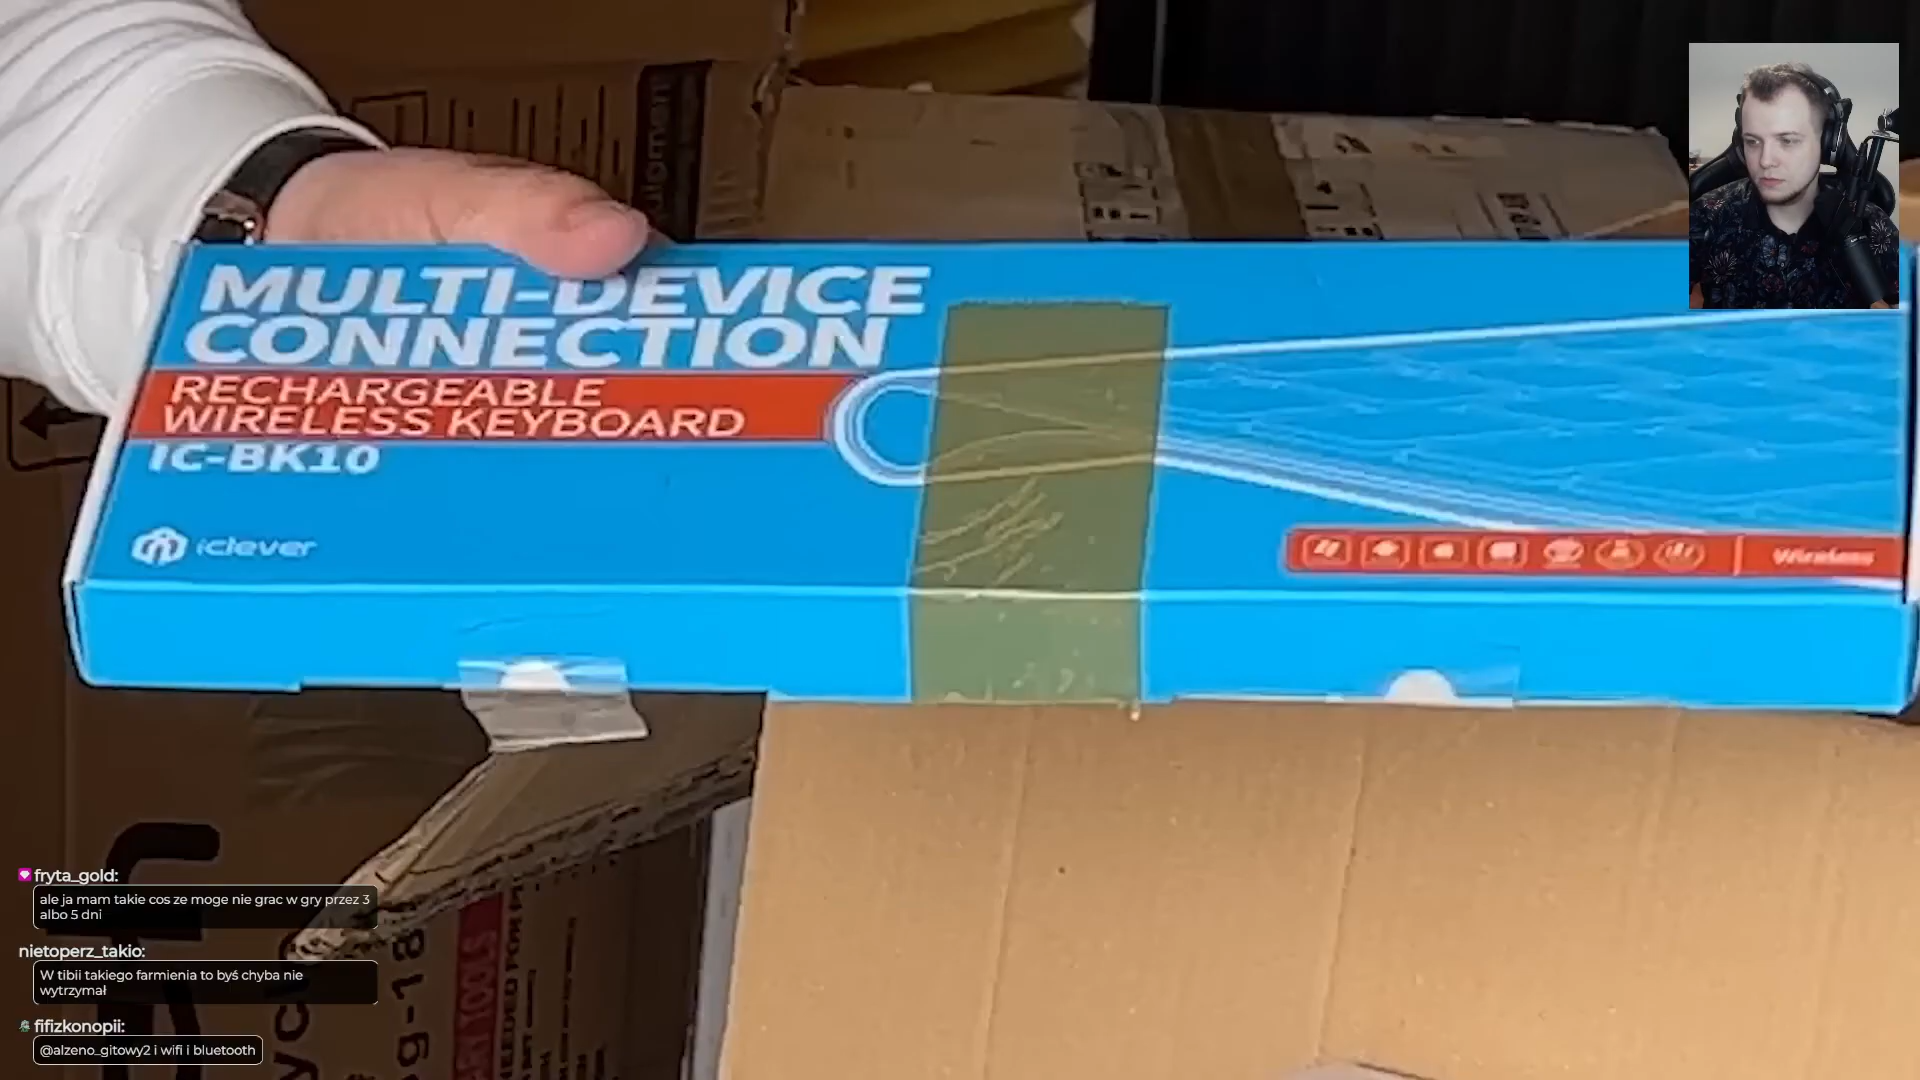 MULTI-DEVICE
CONNECTION
RECHARGEABLE
WIRELESS KEYBOARD
IC-BK10
iclever
Wireless
fryta_gold:
ale ja mam takie cos ze moge nie grac w gry przez 3
albo 5 dni
nietoperz_takio:
W tibii takiego farmienia to byś chyba nie
wytrzymał
fifizkonopii:
@alzeno_gitowy2 i wifi i bluetooth
TOOLS